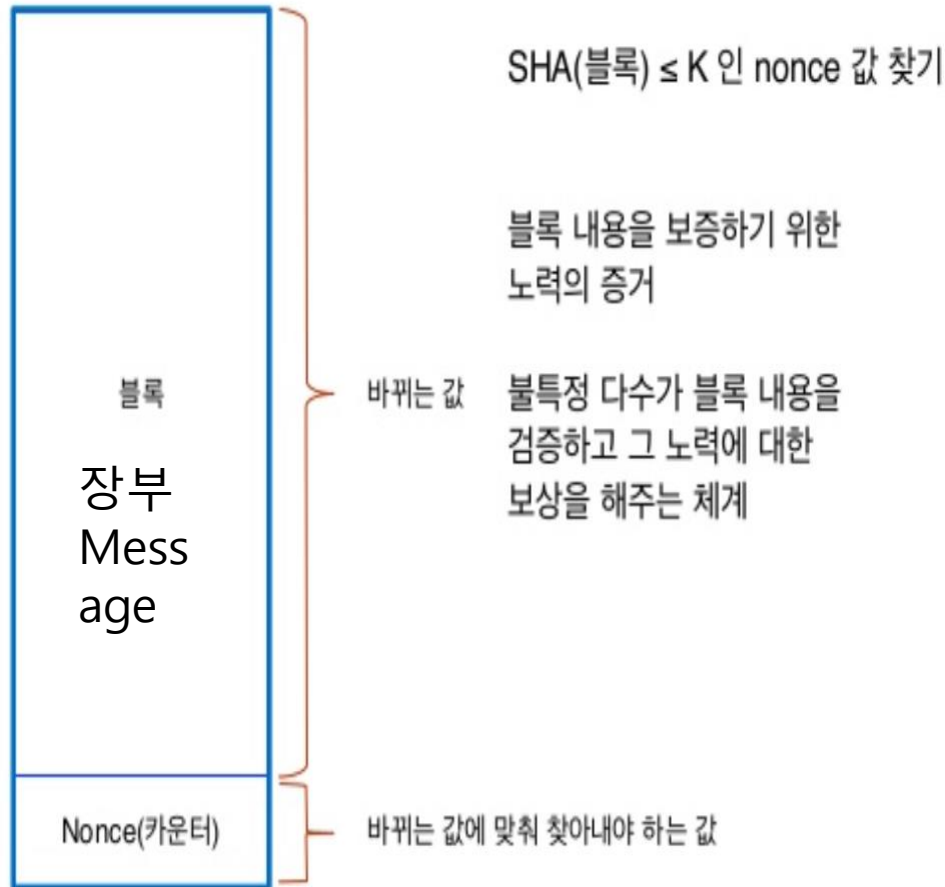 SHA(블록) ≤ K 인 nonce 값 찾기
블록 내용을 보증하기 위한
노력의 증거
블록
바뀌는 값
불특정 다수가 블록 내용을
검증하고 그 노력에 대한
보상을 해주는 체계
장부
Mess
age
Nonce(카운터)
바뀌는 값에 맞춰 찾아내야 하는 값